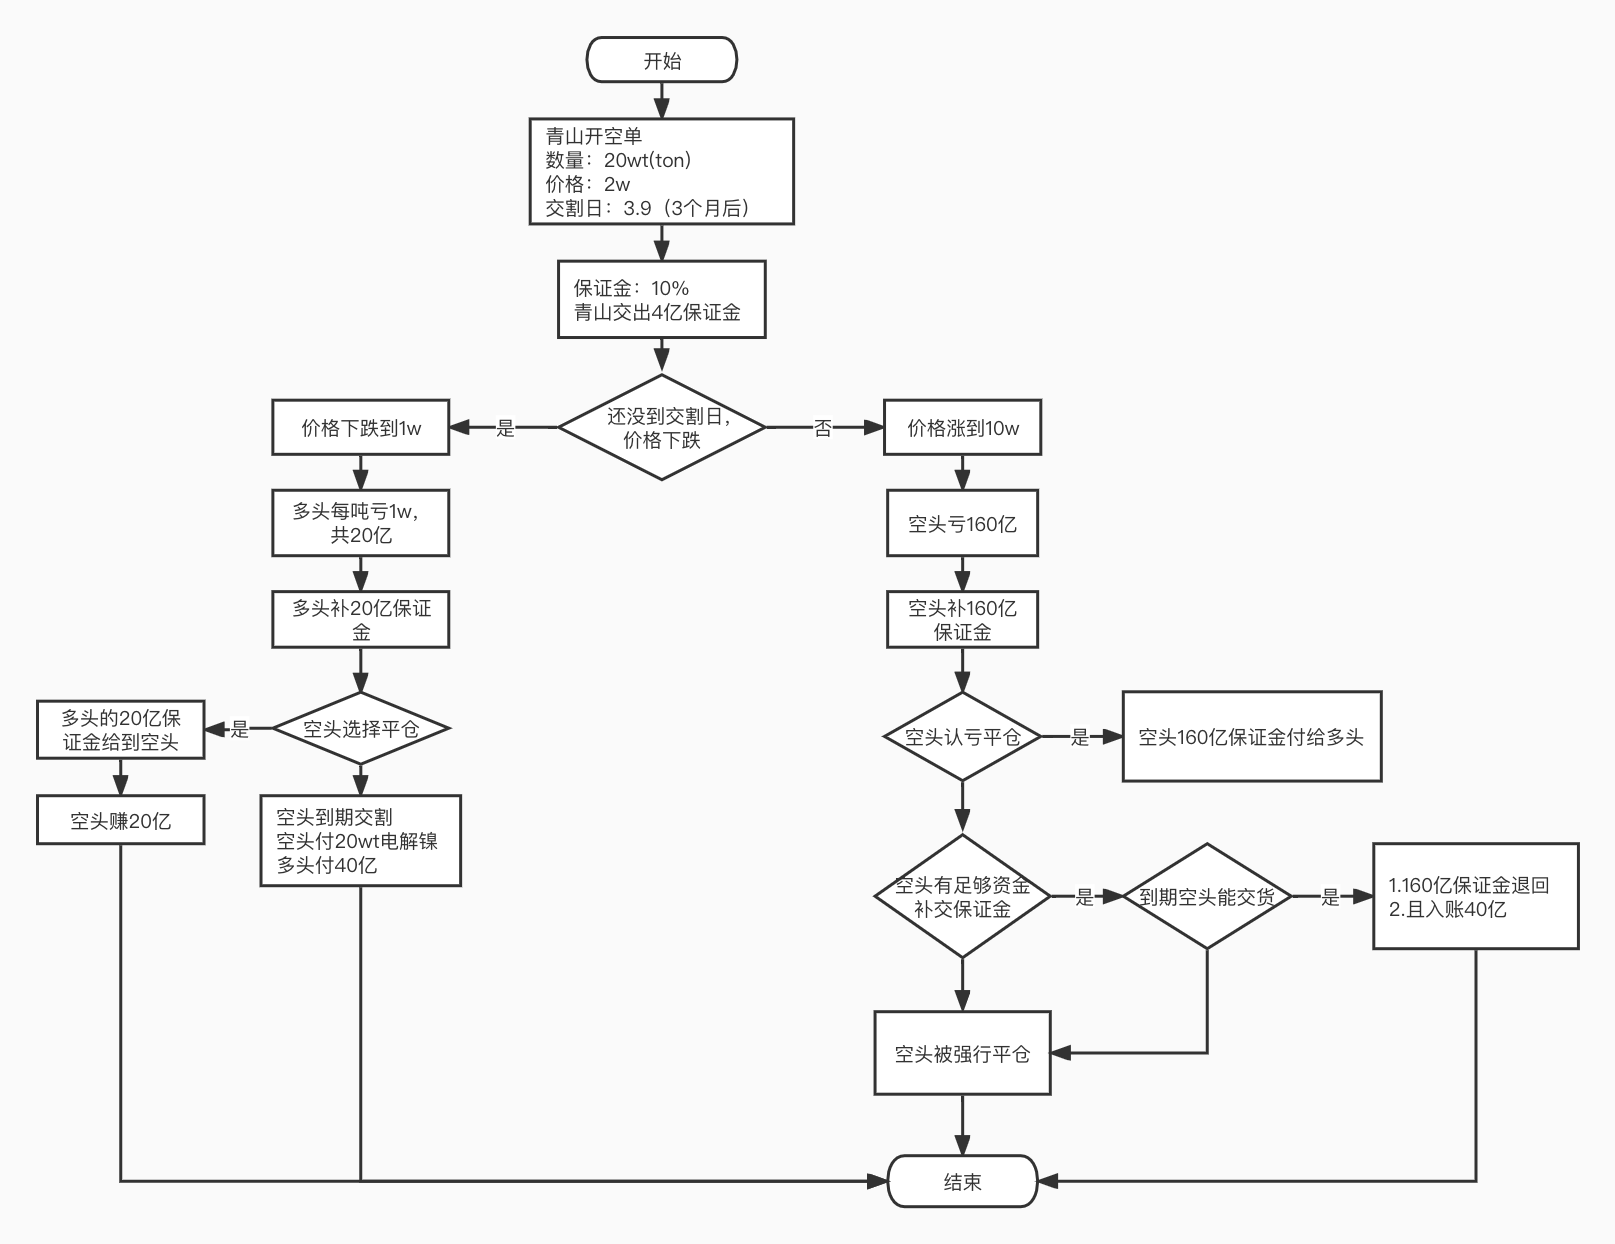 开始
青山开空单
数量：20wt(ton)
价格：2w
交割日：3.9（3个月后）
保证金：10%
青山交出4亿保证金
还没到交割日，
价格下跌
是
否
价格下跌到1w
价格涨到10w
多头每吨亏1w，
共20亿
空头亏160亿
多头补20亿保证
金
空头补160亿
保证金
多头的20亿保
证金给到空头
是
空头选择平仓
空头认亏平仓
是
空头160亿保证金付给多头
空头赚20亿
空头到期交割
空头付20wt电解镍
多头付40亿
空头有足够资金
补交保证金
是
到期空头能交货
是
1.160亿保证金退回
2.且入账40亿
空头被强行平仓
结束